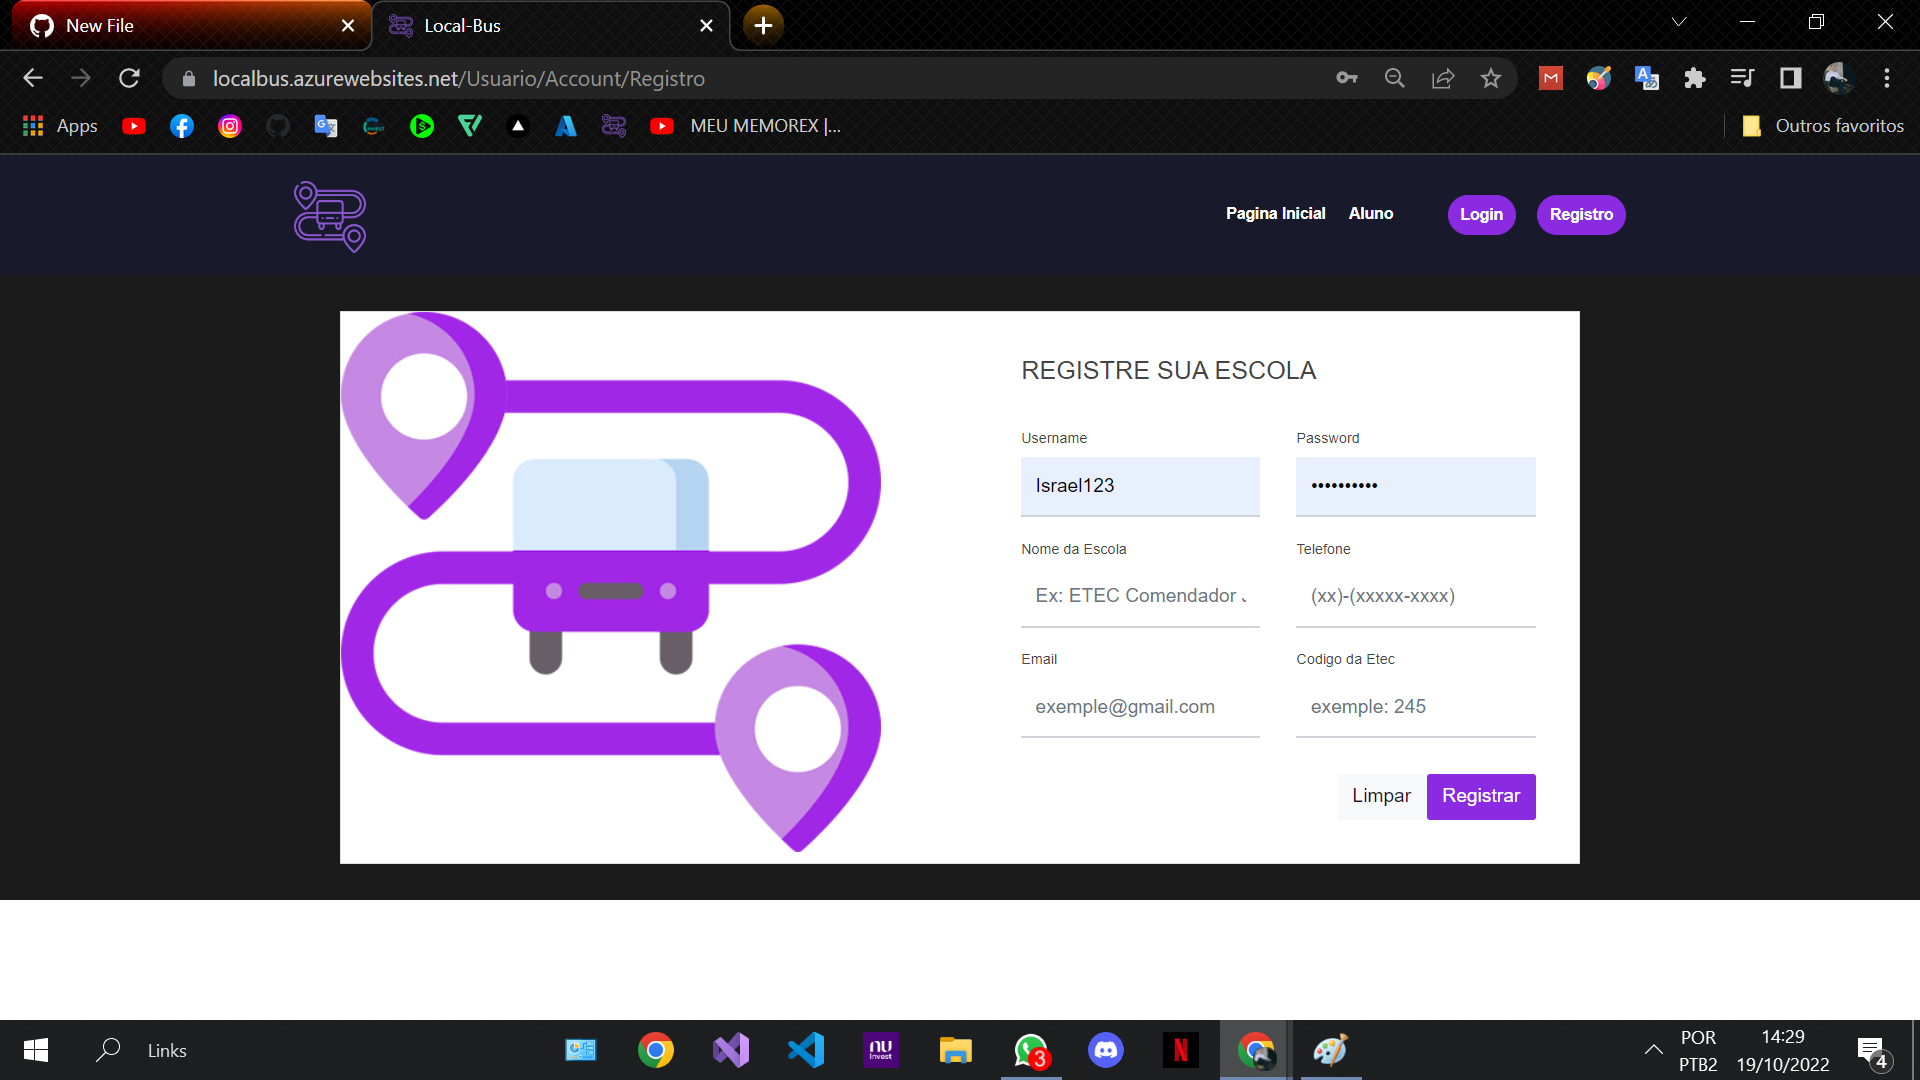 New File
Local-Bus
localbus.azurewebsites.net/Usuario/Account/Registro
Apps
MEU MEMOREX |...
Outros favoritos
Pagina Inicial Aluno Login Registro
REGISTRE SUA ESCOLA
Username Password
Israel123 ••••••••••
Nome da Escola Telefone
Ex: ETEC Comendador (xx)-(xxxxx-xxxx)
Email Codigo da Etec
exemple@gmail.com exemple: 245
Limpar Registrar
Links
nu
invest
3
POR
PTB2
14:29
19/10/2022
4